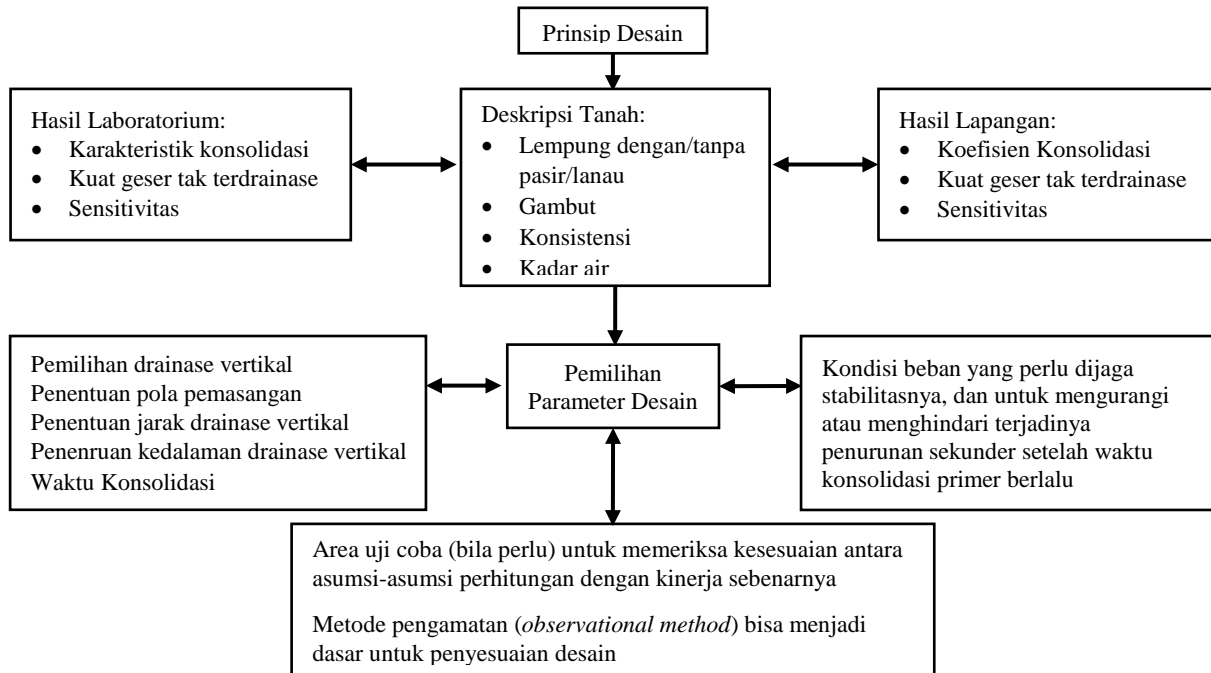 Prinsip Desain
Hasil Laboratorium:
• Karakteristik konsolidasi
• Kuat geser tak terdrainase
• Sensitivitas
Deskripsi Tanah:
• Lempung dengan/tanpa
pasir/lanau
• Gambut
• Konsistensi
• Kadar air
Hasil Lapangan:
• Koefisien Konsolidasi
• Kuat geser tak terdrainase
• Sensitivitas
Pemilihan drainase vertikal
Penentuan pola pemasangan
Penentuan jarak drainase vertikal
Penenruan kedalaman drainase vertikal
Waktu Konsolidasi
Pemilihan
Parameter Desain
Kondisi beban yang perlu dijaga
stabilitasnya, dan untuk mengurangi
atau menghindari terjadinya
penurunan sekunder setelah waktu
konsolidasi primer berlalu
Area uji coba (bila perlu) untuk memeriksa kesesuaian antara
asumsi-asumsi perhitungan dengan kinerja sebenarnya
Metode pengamatan (observational method) bisa menjadi
dasar untuk penyesuaian desain